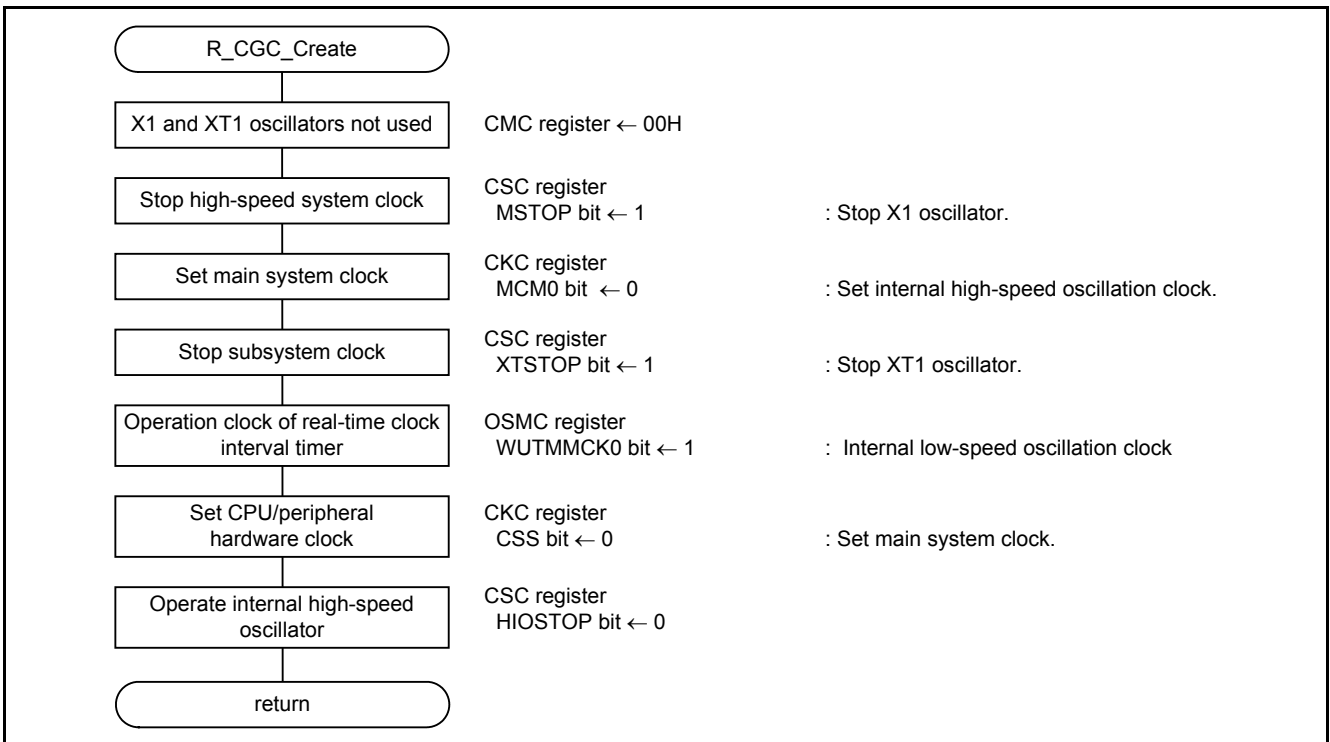 R_CGC_Create
X1 and XT1 oscillators not used
CMC register ← 00H
Stop high-speed system clock
CSC register
MSTOP bit ← 1 : Stop X1 oscillator.
Set main system clock
CKC register
MCM0 bit ← 0 : Set internal high-speed oscillation clock.
Stop subsystem clock
CSC register
XTSTOP bit ← 1 : Stop XT1 oscillator.
Operation clock of real-time clock
interval timer
OSMC register
WUTMMCK0 bit ← 1 : Internal low-speed oscillation clock
Set CPU/peripheral
hardware clock
CKC register
CSS bit ← 0 : Set main system clock.
Operate internal high-speed
oscillator
CSC register
HIOSTOP bit ← 0
return